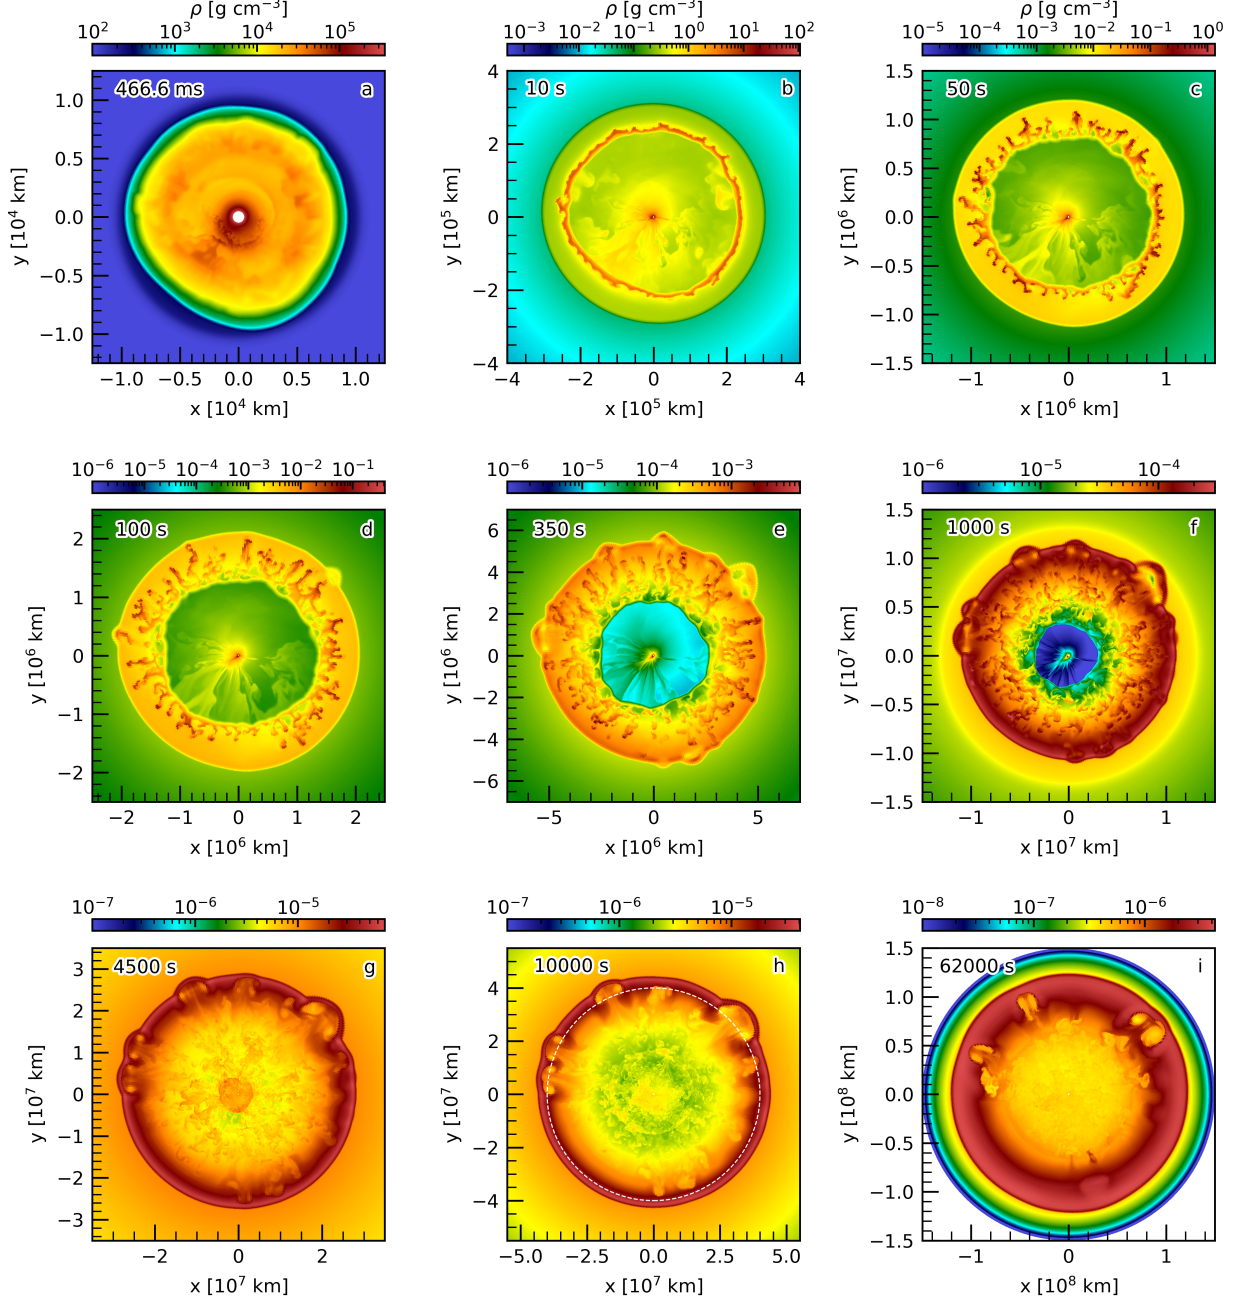 ρ [g cm⁻³] ρ [g cm⁻³] ρ [g cm⁻³]
10² 10³ 10⁴ 10⁵
10⁻³ 10⁻² 10⁻¹ 10⁰ 10¹ 10²
10⁻⁵ 10⁻⁴ 10⁻³ 10⁻² 10⁻¹ 10⁰
466.6 ms a
1.0
0.5
0.0
−0.5
−1.0
y [10⁴ km]
−1.0 −0.5 0.0 0.5 1.0
x [10⁴ km]
10 s b
4
2
0
−2
−4
y [10⁵ km]
−4 −2 0 2 4
x [10⁵ km]
50 s c
1.5
1.0
0.5
0.0
−0.5
−1.0
−1.5
y [10⁶ km]
−1 0 1
x [10⁶ km]
10⁻⁶ 10⁻⁵ 10⁻⁴ 10⁻³ 10⁻² 10⁻¹
100 s d
2
1
0
−1
−2
y [10⁶ km]
−2 −1 0 1 2
x [10⁶ km]
10⁻⁶ 10⁻⁵ 10⁻⁴ 10⁻³
350 s e
6
4
2
0
−2
−4
−6
y [10⁶ km]
−5 0 5
x [10⁶ km]
10⁻⁶ 10⁻⁵ 10⁻⁴
1000 s f
1.5
1.0
0.5
0.0
−0.5
−1.0
−1.5
y [10⁷ km]
−1 0 1
x [10⁷ km]
10⁻⁷ 10⁻⁶ 10⁻⁵
4500 s g
3
2
1
0
−1
−2
−3
y [10⁷ km]
−2 0 2
x [10⁷ km]
10⁻⁷ 10⁻⁶ 10⁻⁵
10000 s h
4
2
0
−2
−4
y [10⁷ km]
−5.0 −2.5 0.0 2.5 5.0
x [10⁷ km]
10⁻⁸ 10⁻⁷ 10⁻⁶
62000 s i
1.5
1.0
0.5
0.0
−0.5
−1.0
−1.5
y [10⁸ km]
−1 0 1
x [10⁸ km]